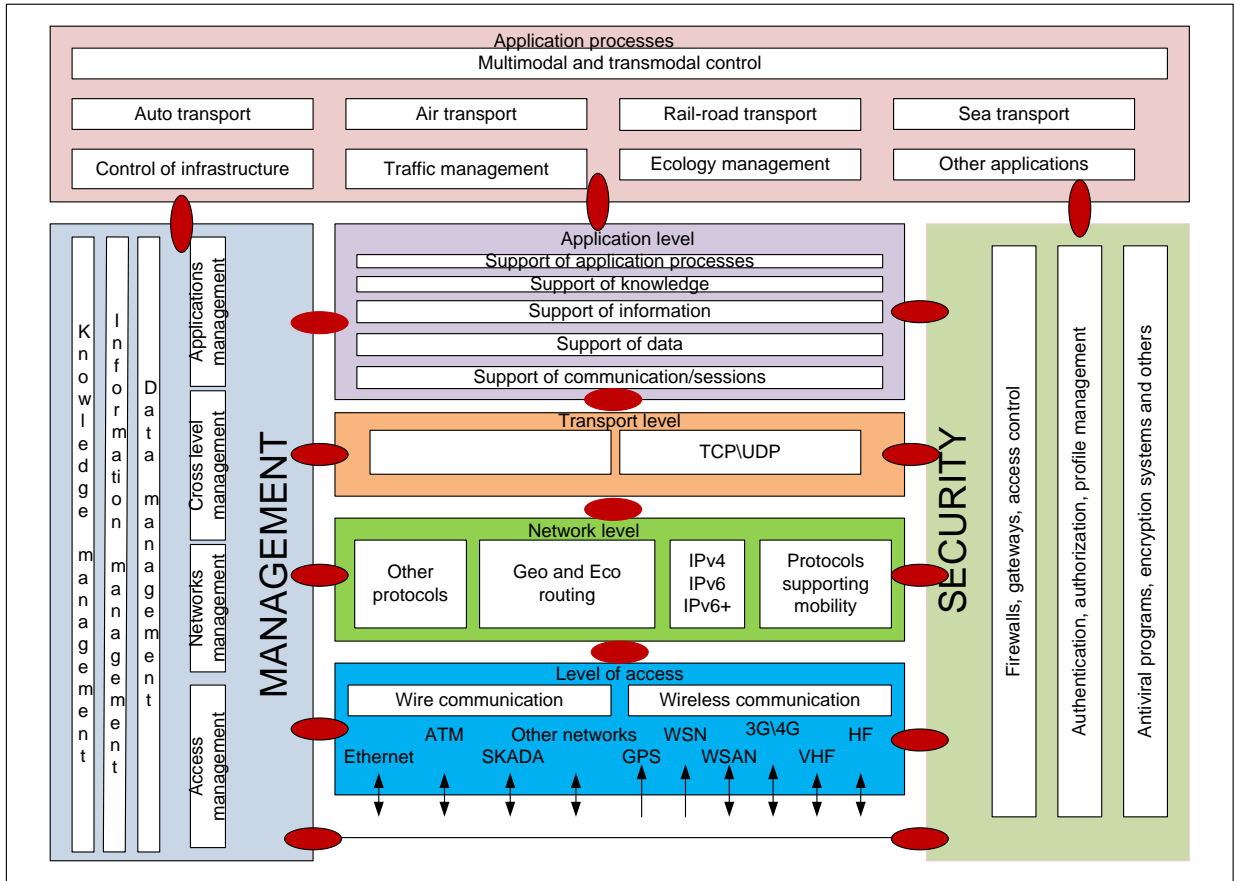 Application processes
Multimodal and transmodal control
Auto transport
Air transport
Rail-road transport
Sea transport
Control of infrastructure
Traffic management
Ecology management
Other applications
Knowledge management
Information management
Data management
Applications
management
Cross level
management
Networks
management
Access
management
MANAGEMENT
Application level
Support of application processes
Support of knowledge
Support of information
Support of data
Support of communication/sessions
Transport level
TCP\UDP
Network level
Other
protocols
Geo and Eco
routing
IPv4
IPv6
IPv6+
Protocols
supporting
mobility
Level of access
Wire communication
Wireless communication
ATM
Other networks
WSN
3G\4G
HF
Ethernet
SKADA
GPS
WSAN
VHF
SECURITY
Firewalls, gateways, access control
Authentication, authorization, profile management
Antiviral programs, encryption systems and others